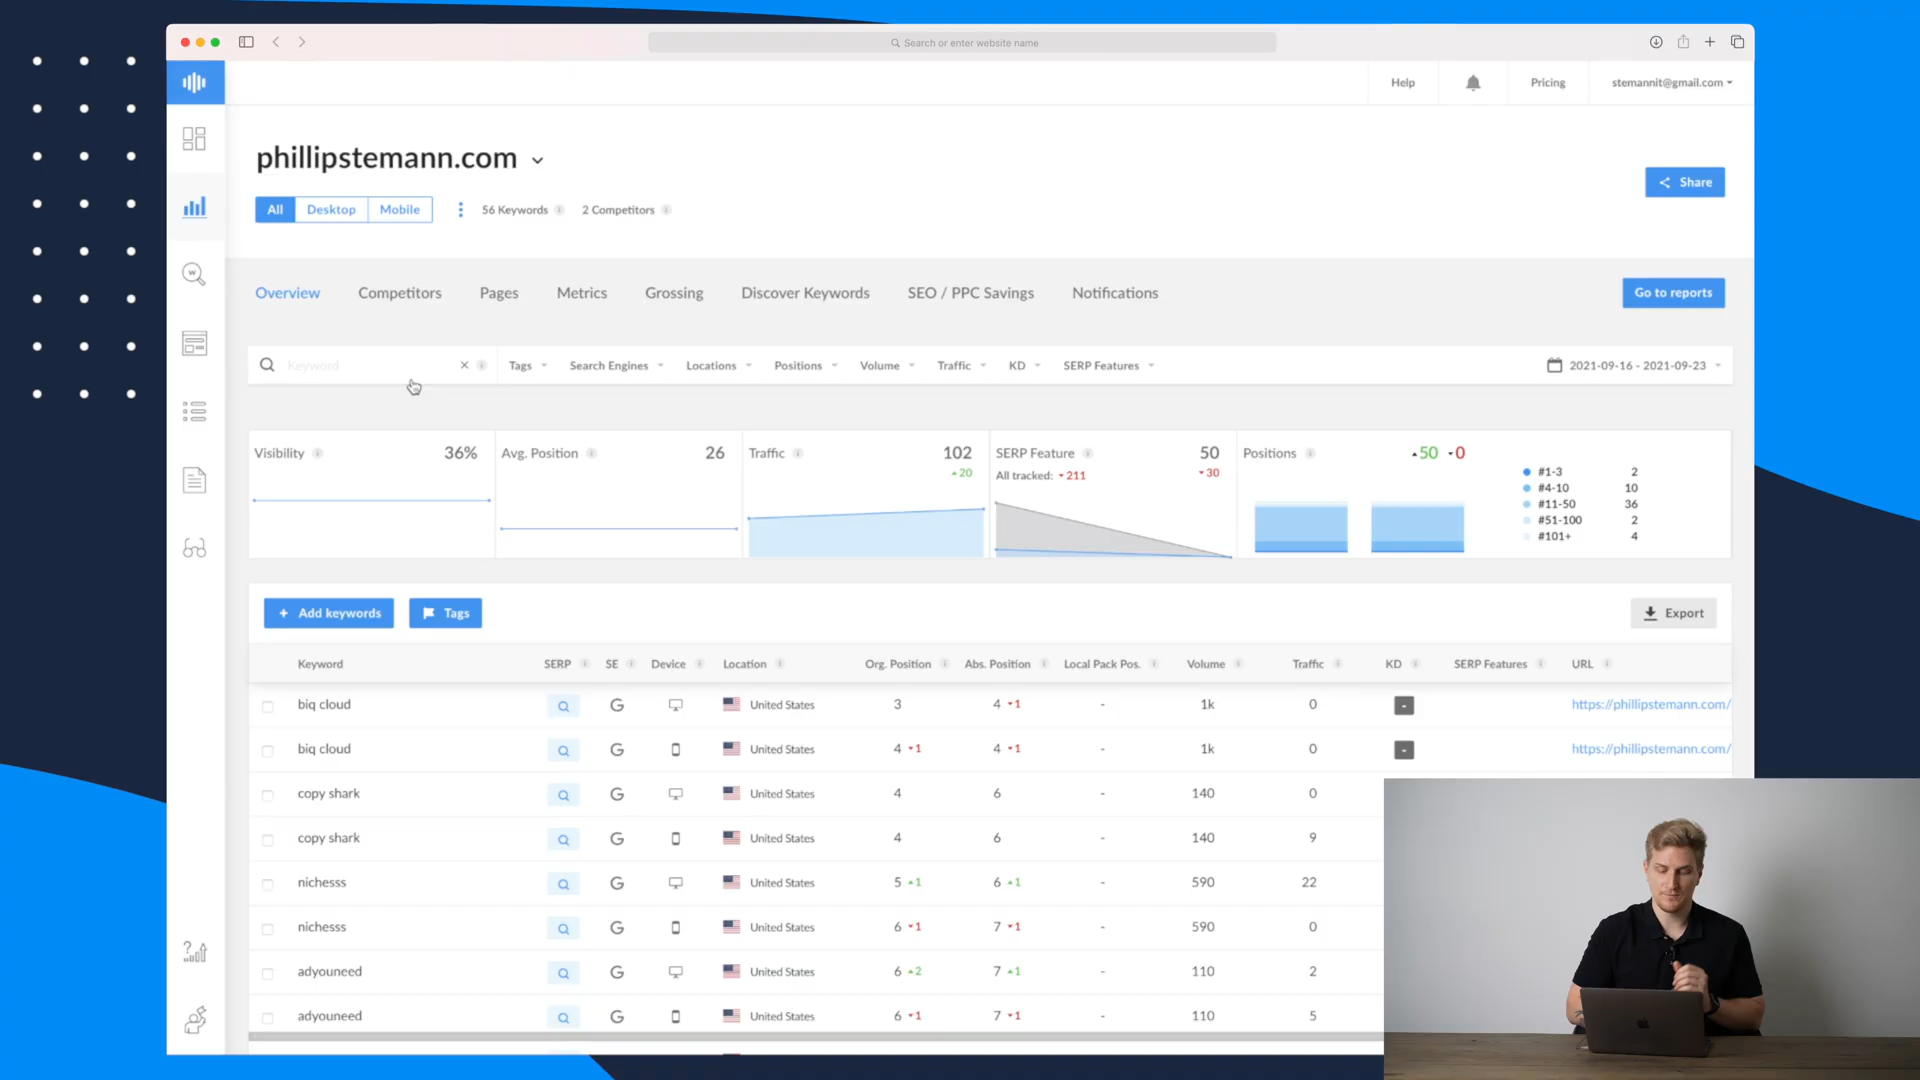 Search or enter website name
Help
Pricing
stemannit@gmail.com
phillipstemann.com
Share
All
Desktop
Mobile
56 Keywords
2 Competitors
Overview
Competitors
Pages
Metrics
Grossing
Discover Keywords
SEO / PPC Savings
Notifications
Go to reports
Keyword
Tags
Search Engines
Locations
Positions
Volume
Traffic
KD
SERP Features
2021-09-16 - 2021-09-23
Visibility 36%
Avg. Position 26
Traffic 102
20
SERP Feature 50
All tracked: 211
30
Positions 50 0
#1-3 2
#4-10 10
#11-50 36
#51-100 2
#101+ 4
+ Add keywords
Tags
Export
Keyword SERP SE Device Location Org. Position Abs. Position Local Pack Pos. Volume Traffic KD SERP Features URL
biq cloud United States 3 4 1 - 1k 0 - https://phillipstemann.com/
biq cloud United States 4 1 4 1 - 1k 0 - https://phillipstemann.com/
copy shark United States 4 6 - 140 0
copy shark United States 4 6 - 140 9
nichesss United States 5 1 6 1 - 590 22
nichesss United States 6 1 7 1 - 590 0
adyouneed United States 6 2 7 1 - 110 2
adyouneed United States 6 1 7 1 - 110 5